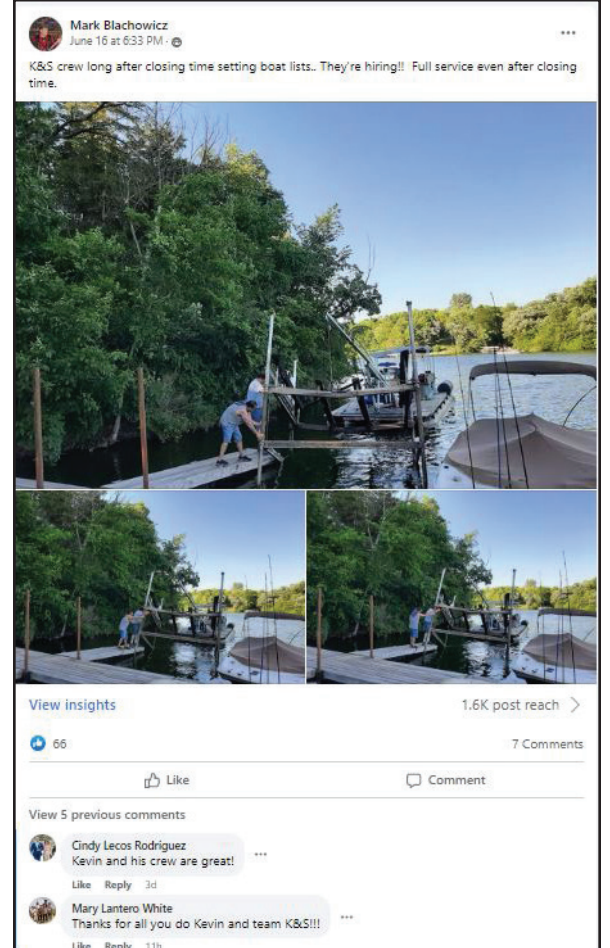 Mark Blachowicz
June 16 at 6:33 PM ·
K&S crew long after closing time setting boat lists.. They're hiring!! Full service even after closing
time.
View insights
1.6K post reach
66
7 Comments
Like
Comment
View 5 previous comments
Cindy Lecos Rodriguez
Kevin and his crew are great!
Like Reply 3d
Mary Lantero White
Thanks for all you do Kevin and team K&S!!!
Like Reply 11h